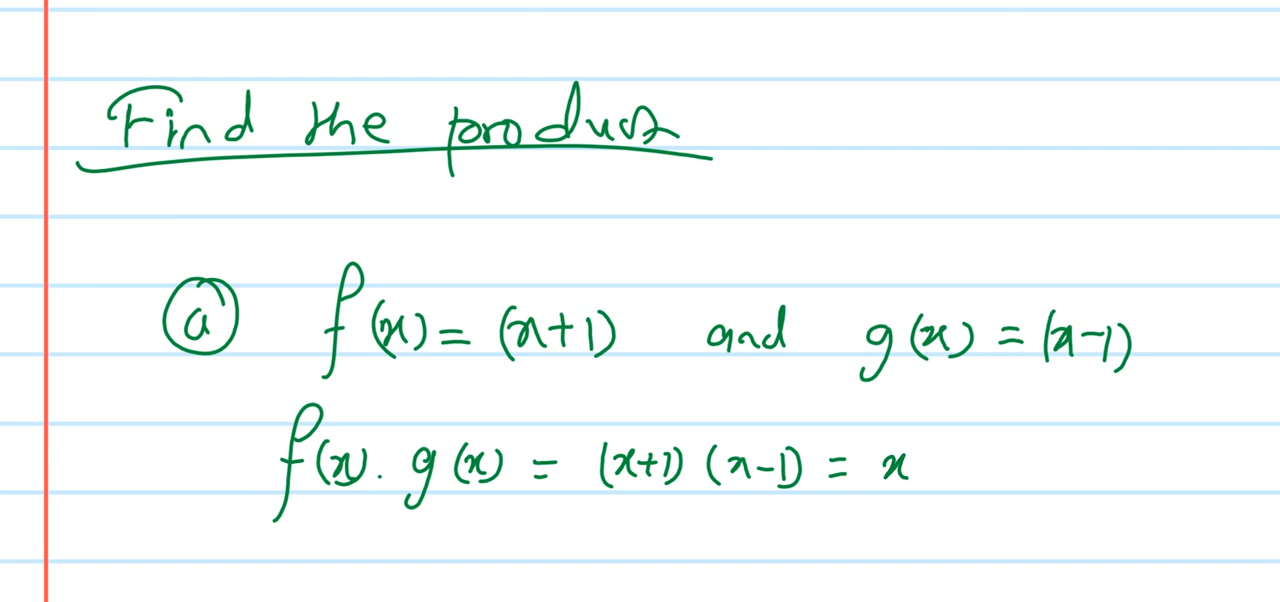 Find the product
(a) f(x) = (x+1) and g(x) = (x-1)
f(x). g(x) = (x+1) (x-1) = x